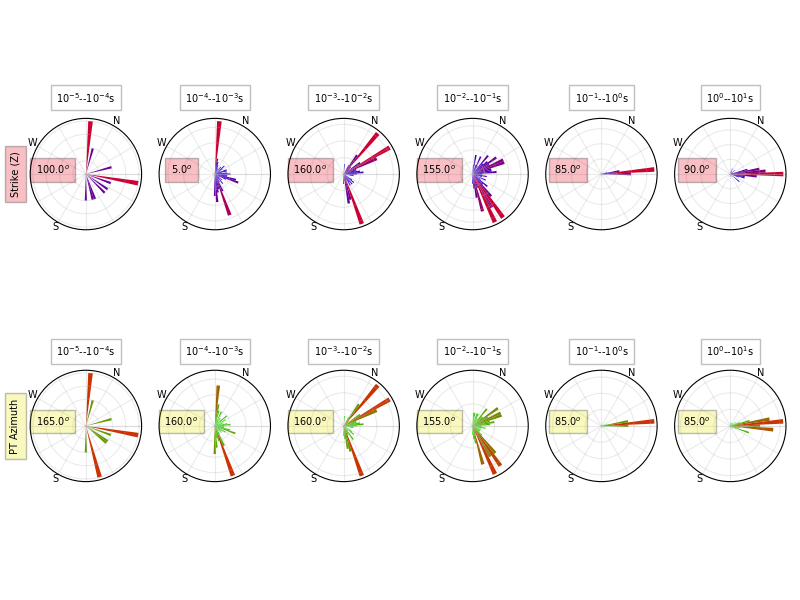 10⁻⁵--10⁻⁴s 10⁻⁴--10⁻³s 10⁻³--10⁻²s 10⁻²--10⁻¹s 10⁻¹--10⁰s 10⁰--10¹s
N N N N N N
W W W W W W
Strike (Z) 100.0° 5.0° 160.0° 155.0° 85.0° 90.0°
S S S S S S
10⁻⁵--10⁻⁴s 10⁻⁴--10⁻³s 10⁻³--10⁻²s 10⁻²--10⁻¹s 10⁻¹--10⁰s 10⁰--10¹s
N N N N N N
W W W W W W
PT Azimuth 165.0° 160.0° 160.0° 155.0° 85.0° 85.0°
S S S S S S